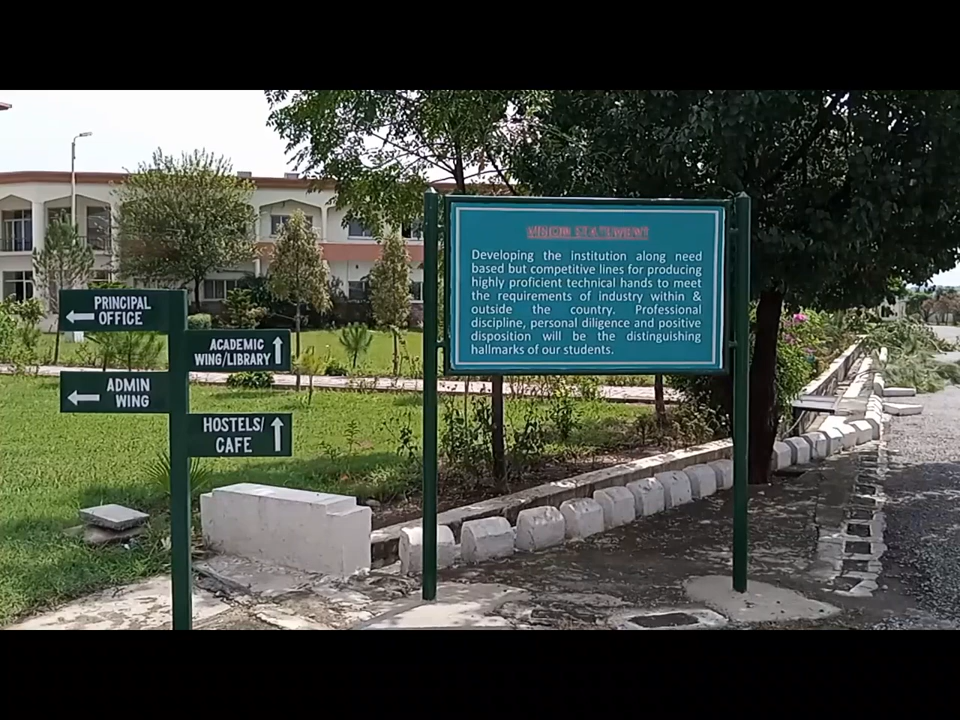 PRINCIPAL
OFFICE
ACADEMIC
WING/LIBRARY
ADMIN
WING
HOSTELS/
CAFE
STATEMENT
Developing the institution along need
based but competitive lines for producing
highly proficient technical hands to meet
the requirements of industry within &
outside the country. Professional
discipline, personal diligence and positive
disposition will be the distinguishing
hallmarks of our students.